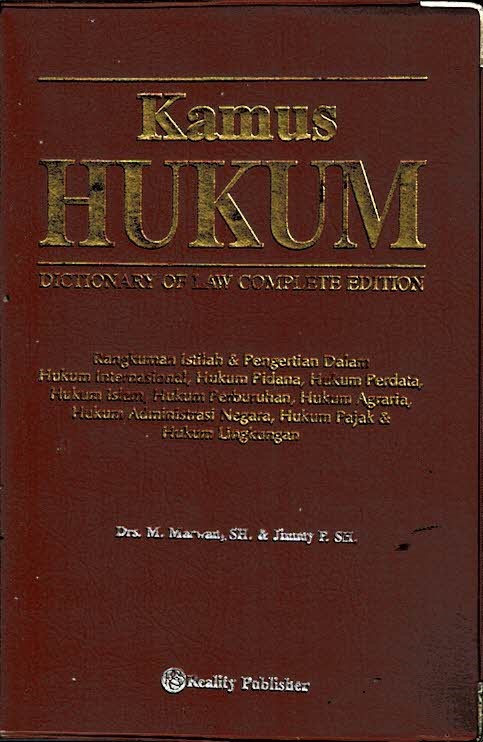 Kamus
HUKUM
DICTIONARY OF LAW COMPLETE EDITION
Rangkuman Istilah & Pengertian Dalam
Hukum Internasional, Hukum Pidana, Hukum Perdata,
Hukum Islam, Hukum Perburuhan, Hukum Agraria,
Hukum Administrasi Negara, Hukum Pajak &
Hukum Lingkungan
Drs. M. Marwan, SH. & Jimmy P. SH.
Reality Publisher